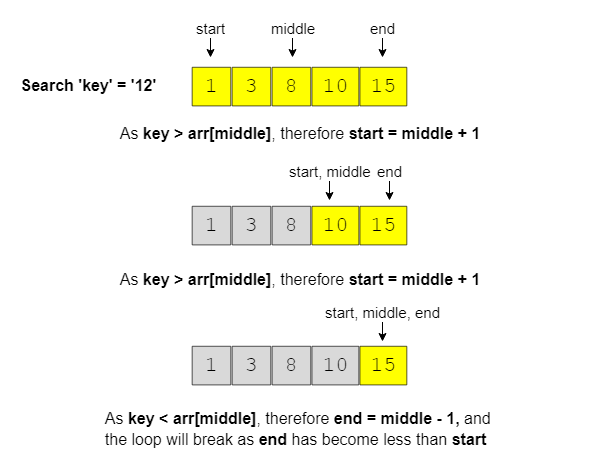 start middle end
Search 'key' = '12' 1 3 8 10 15
As key > arr[middle], therefore start = middle + 1
start, middle end
1 3 8 10 15
As key > arr[middle], therefore start = middle + 1
start, middle, end
1 3 8 10 15
As key < arr[middle], therefore end = middle - 1, and
the loop will break as end has become less than start